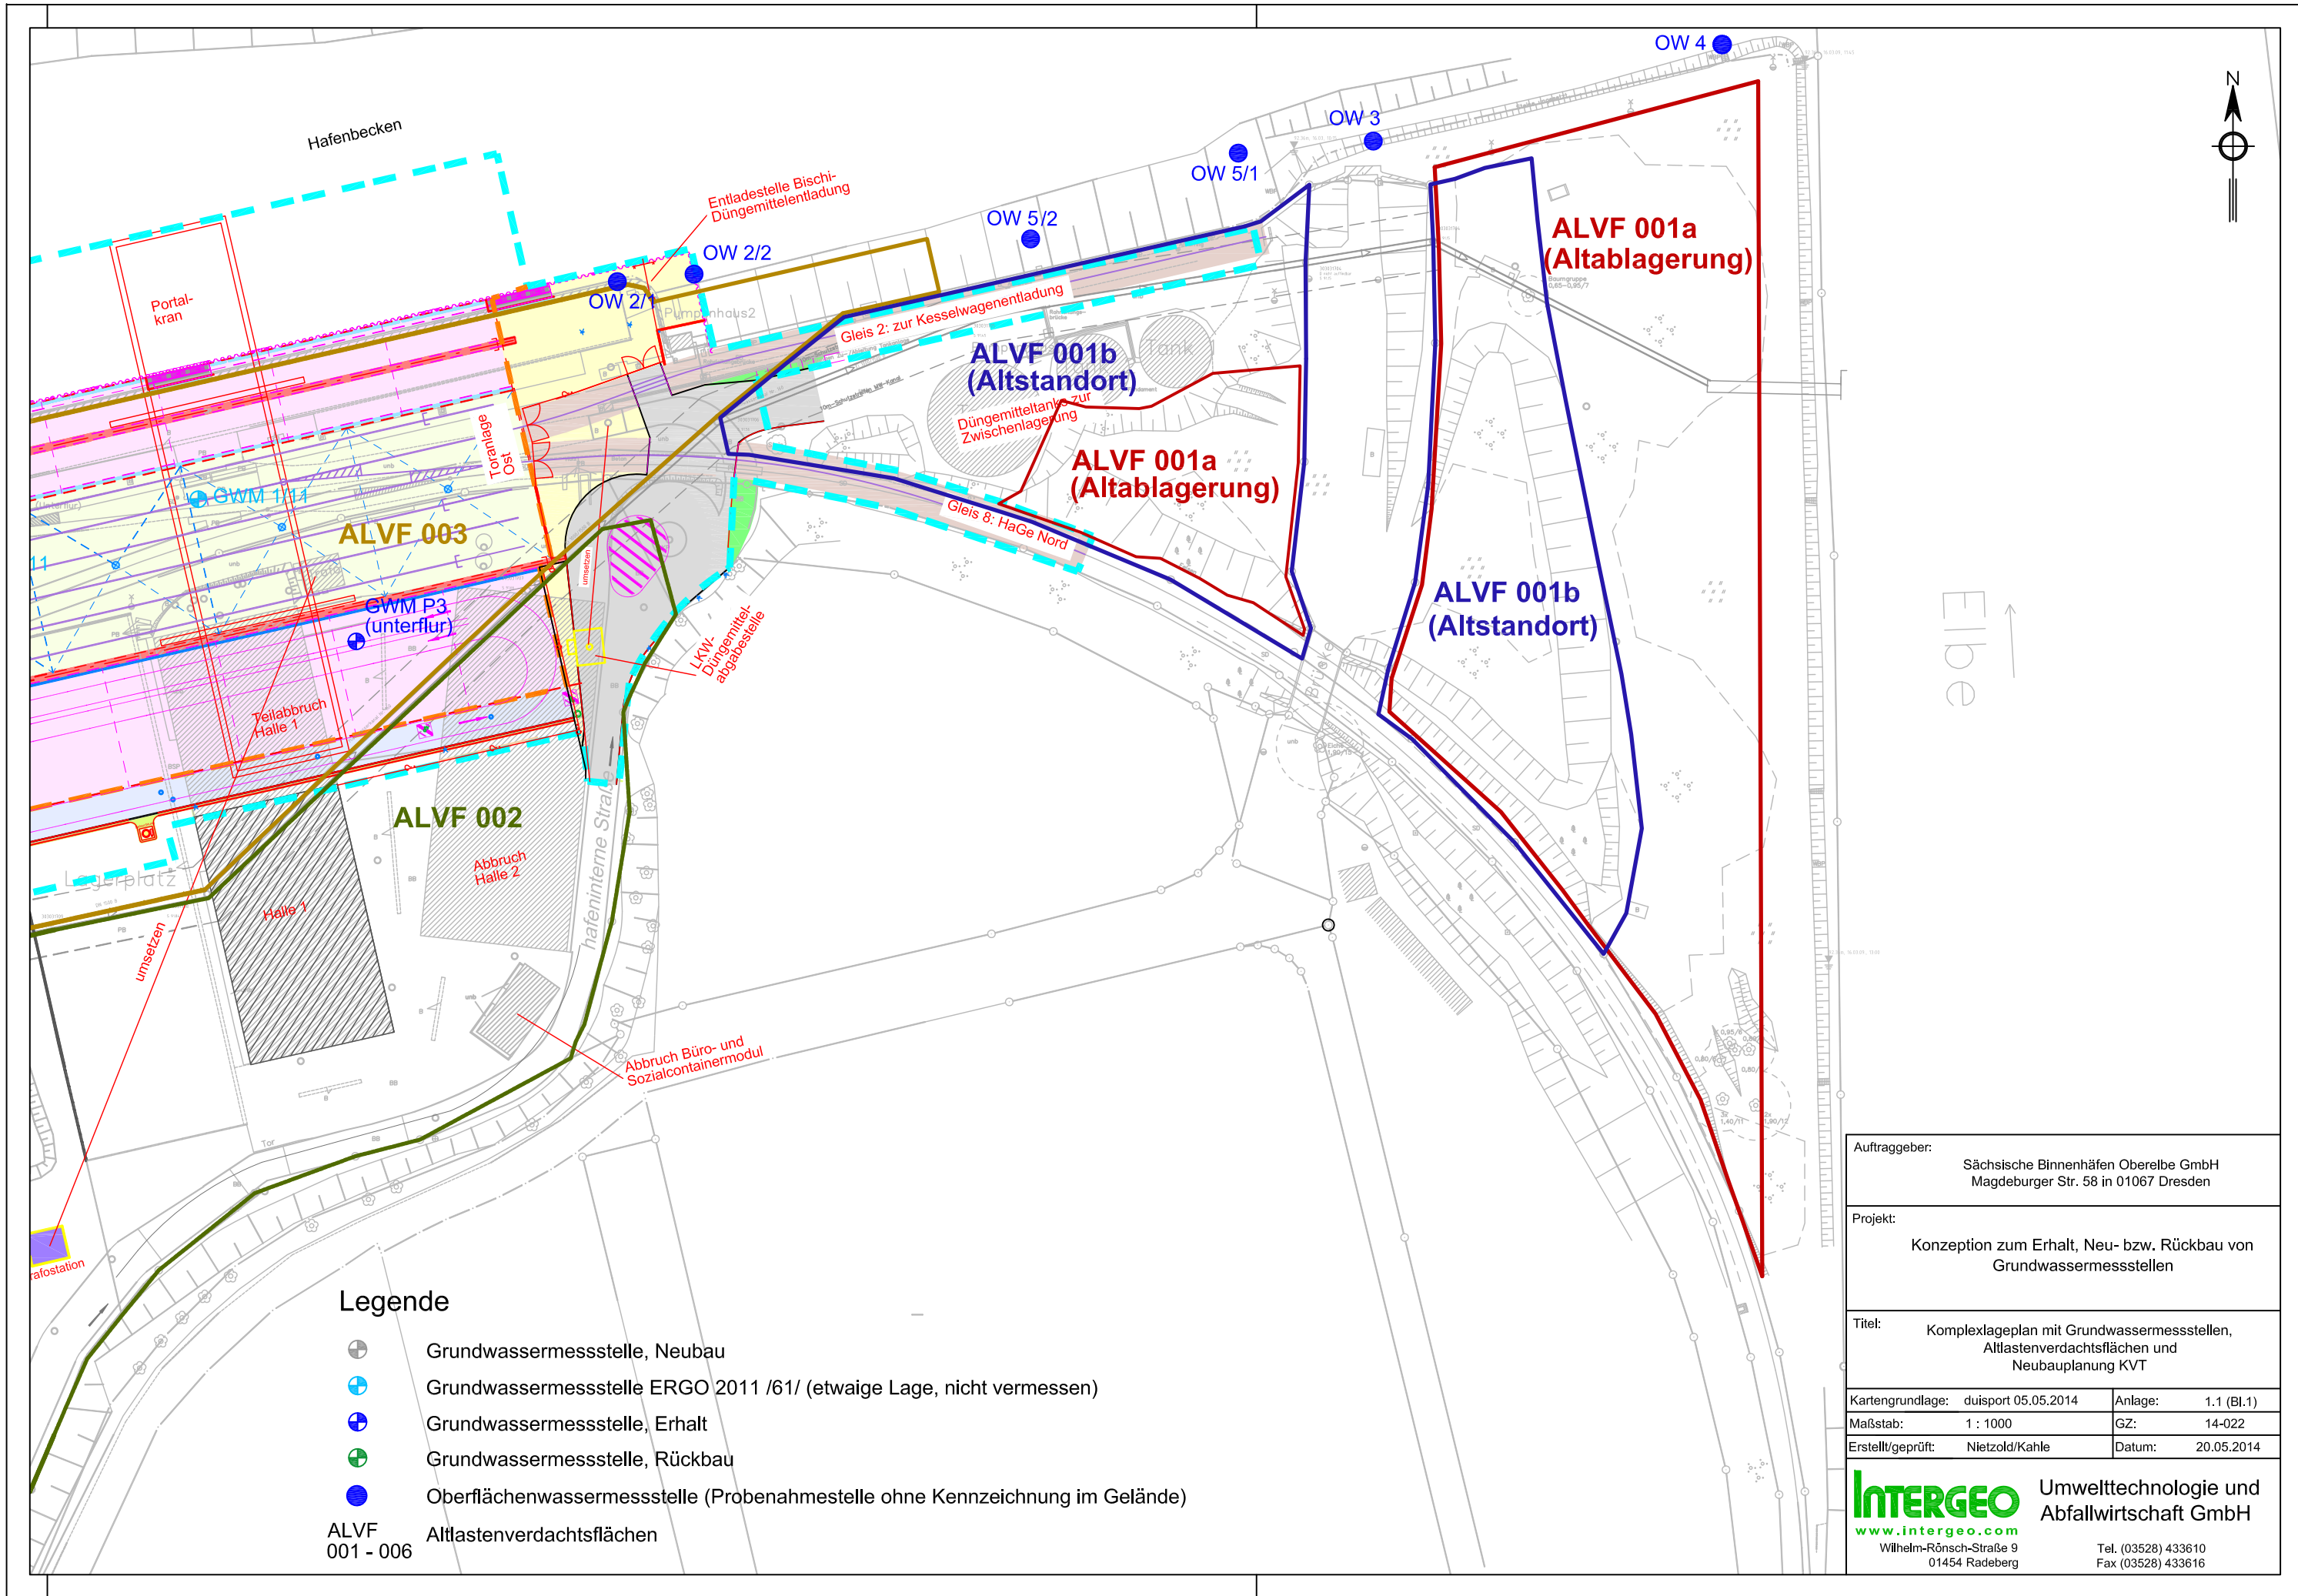 Hafenbecken
OW 4
OW 3
OW 5/1
OW 5/2
OW 2/2
OW 2/1
N
Entladestelle Bischi-
Düngemittelentladung
Portal-
kran
Pumpenhaus2
Gleis 2: zur Kesselwagenentladung
ALVF 001a
(Altablagerung)
ALVF 001b
(Altstandort)
Tank
Düngemitteltanks zur
Zwischenlagerung
ALVF 001a
(Altablagerung)
Gleis 8: HaGe Nord
ALVF 001b
(Altstandort)
Toranlage
Ost
GWM 1/11
11
ALVF 003
GWM P3
(unterflur)
umsetzen
LKW-
Düngemittel-
abgabestelle
Teilabbruch
Halle 1
ALVF 002
Abbruch
Halle 2
Lagerplatz
Halle 1
hafeninterne Straße
umsetzen
Abbruch Büro- und
Sozialcontainermodul
Tor
rafostation
Brücke
Elbe
Legende
Grundwassermessstelle, Neubau
Grundwassermessstelle ERGO 2011 /61/ (etwaige Lage, nicht vermessen)
Grundwassermessstelle, Erhalt
Grundwassermessstelle, Rückbau
Oberflächenwassermessstelle (Probenahmestelle ohne Kennzeichnung im Gelände)
ALVF
001 - 006
Altlastenverdachtsflächen
Auftraggeber:
Sächsische Binnenhäfen Oberelbe GmbH
Magdeburger Str. 58 in 01067 Dresden
Projekt:
Konzeption zum Erhalt, Neu- bzw. Rückbau von
Grundwassermessstellen
Titel:
Komplexlageplan mit Grundwassermessstellen,
Altlastenverdachtsflächen und
Neubauplanung KVT
Kartengrundlage: duisport 05.05.2014 Anlage: 1.1 (Bl.1)
Maßstab: 1 : 1000 GZ: 14-022
Erstellt/geprüft: Nietzold/Kahle Datum: 20.05.2014
INTERGEO
www.intergeo.com
Umwelttechnologie und
Abfallwirtschaft GmbH
Wilhelm-Rönsch-Straße 9
01454 Radeberg
Tel. (03528) 433610
Fax (03528) 433616